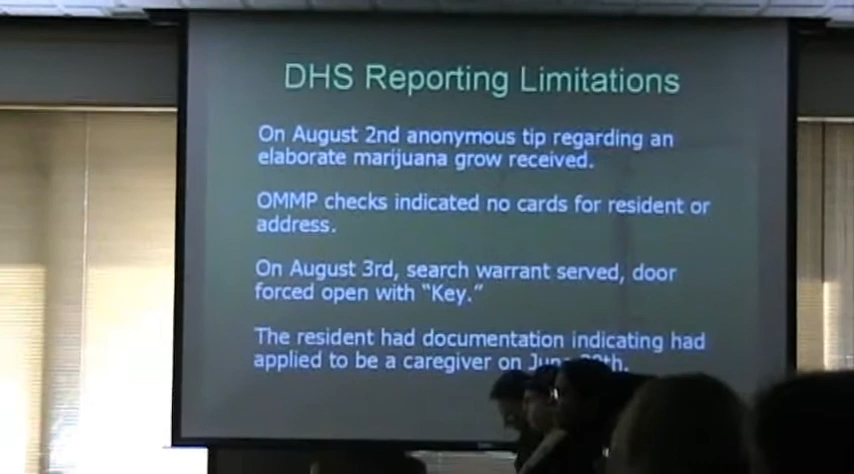 DHS Reporting Limitations
On August 2nd anonymous tip regarding an
elaborate marijuana grow received.
OMMP checks indicated no cards for resident or
address.
On August 3rd, search warrant served, door
forced open with “Key.”
The resident had documentation indicating had
applied to be a caregiver on